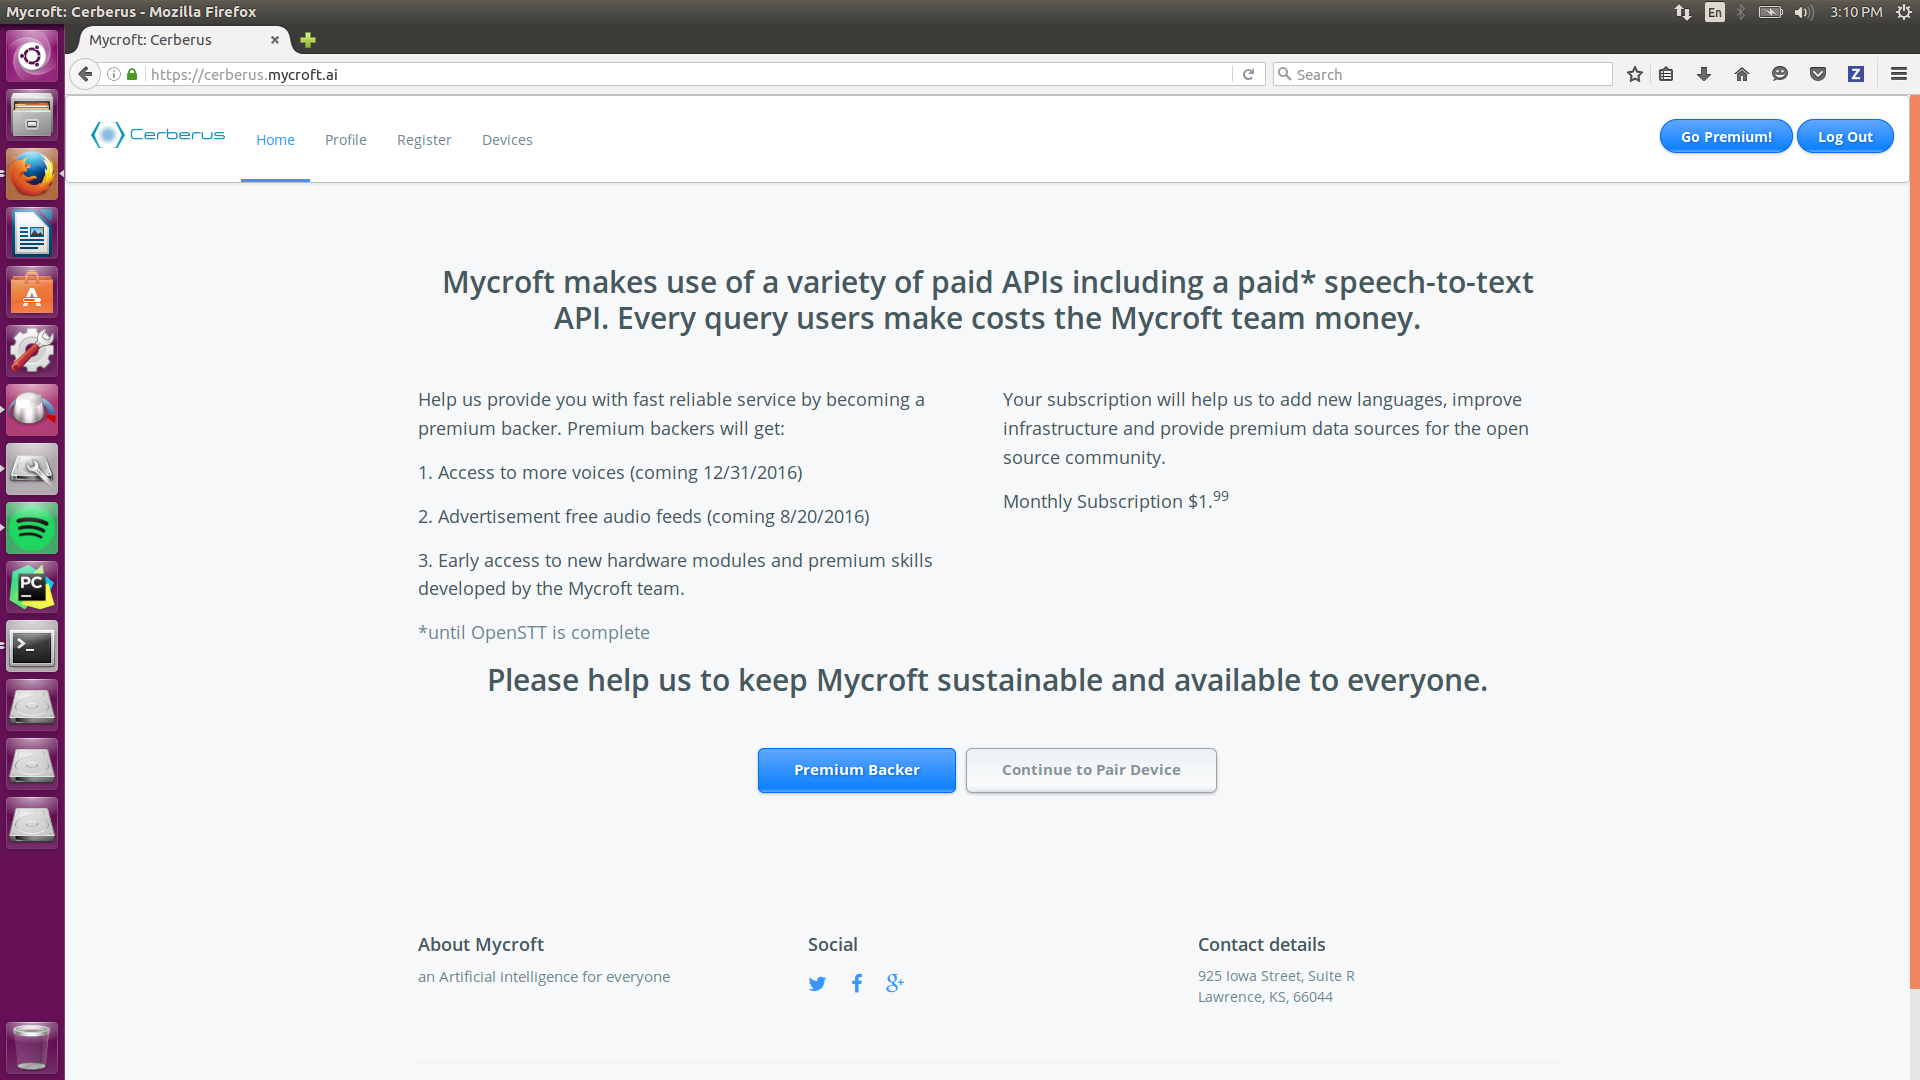 Mycroft: Cerberus - Mozilla Firefox
En
3:10 PM
Mycroft: Cerberus
https://cerberus.mycroft.ai
Search
Z
Cerberus
Home
Profile
Register
Devices
Go Premium!
Log Out
Mycroft makes use of a variety of paid APIs including a paid* speech-to-text
API. Every query users make costs the Mycroft team money.
Help us provide you with fast reliable service by becoming a
premium backer. Premium backers will get:
1. Access to more voices (coming 12/31/2016)
2. Advertisement free audio feeds (coming 8/20/2016)
3. Early access to new hardware modules and premium skills
developed by the Mycroft team.
*until OpenSTT is complete
Your subscription will help us to add new languages, improve
infrastructure and provide premium data sources for the open
source community.
Monthly Subscription $1.99
Please help us to keep Mycroft sustainable and available to everyone.
Premium Backer
Continue to Pair Device
About Mycroft
an Artificial intelligence for everyone
Social
Contact details
925 Iowa Street, Suite R
Lawrence, KS, 66044
PC